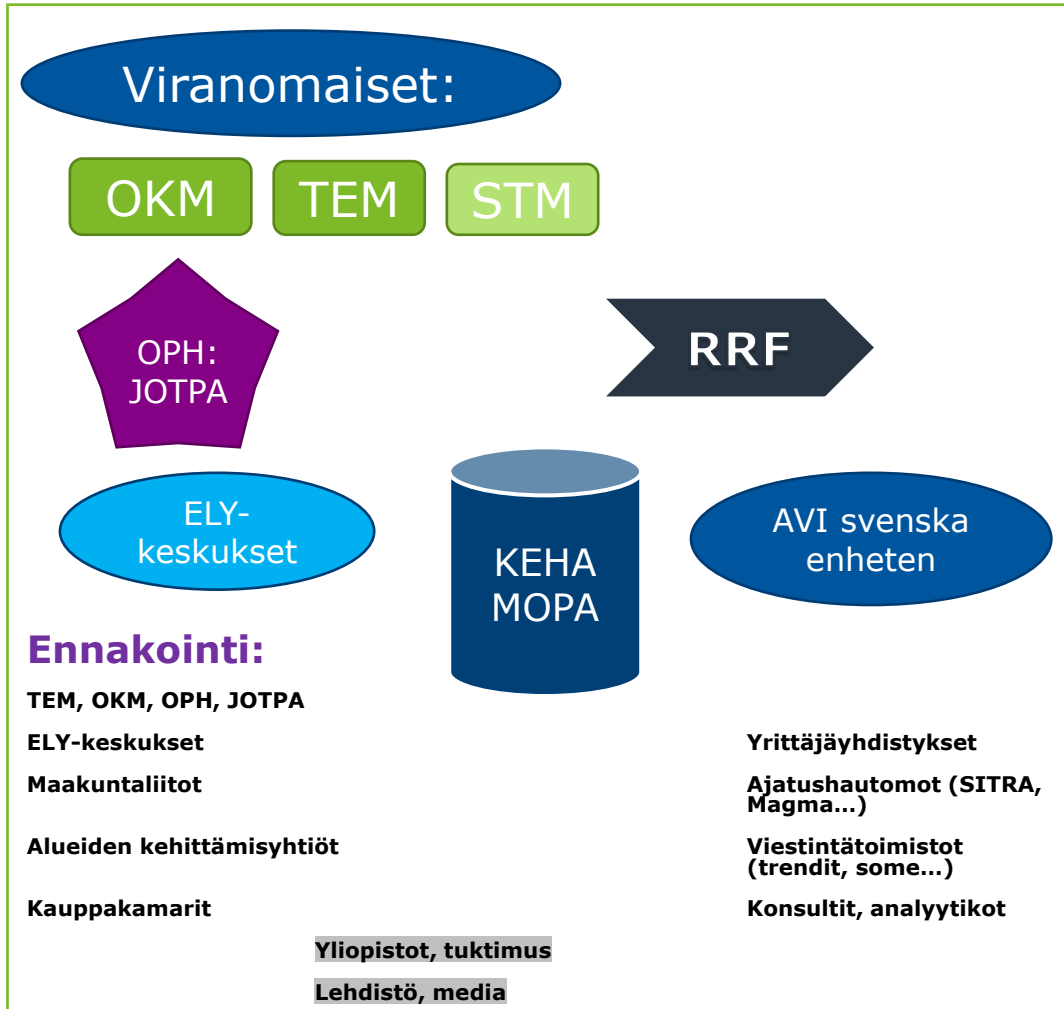 Viranomaiset:
OKM
TEM
STM
OPH:
JOTPA
RRF
ELY-
keskukset
KEHA
MOPA
AVI svenska
enheten
Ennakointi:
TEM, OKM, OPH, JOTPA
ELY-keskukset
Maakuntaliitot
Alueiden kehittämisyhtiöt
Kauppakamarit
Yrittäjäyhdistykset
Ajatushautomot (SITRA,
Magma...)
Viestintätoimistot
(trendit, some...)
Konsultit, analyytikot
Yliopistot, tuktimus
Lehdistö, media